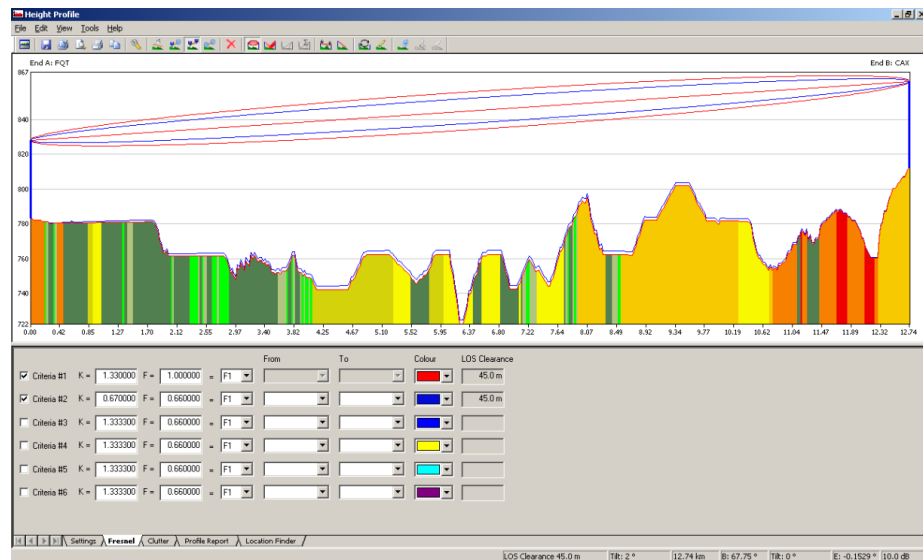 Height Profile
File Edit View Tools Help
End A: FQT End B: CAX
867
840
820
800
780
760
740
722
0.00 0.42 0.85 1.27 1.70 2.12 2.55 2.97 3.40 3.82 4.25 4.67 5.10 5.52 5.95 6.37 6.80 7.22 7.64 8.07 8.49 8.92 9.34 9.77 10.19 10.62 11.04 11.47 11.89 12.32 12.74
From To Colour LOS Clearance
Criteria #1 K = 1.330000 F = 1.000000 = F1 45.0 m
Criteria #2 K = 0.670000 F = 0.660000 = F1 45.0 m
Criteria #3 K = 1.333300 F = 0.660000 = F1
Criteria #4 K = 1.333300 F = 0.660000 = F1
Criteria #5 K = 1.333300 F = 0.660000 = F1
Criteria #6 K = 1.333300 F = 0.660000 = F1
Settings Fresnel Clutter Profile Report Location Finder
LOS Clearance 45.0 m Tilt: 2 ° 12.74 km B: 67.75 ° Tilt: 0 ° E: -0.1529 ° 10.0 dB